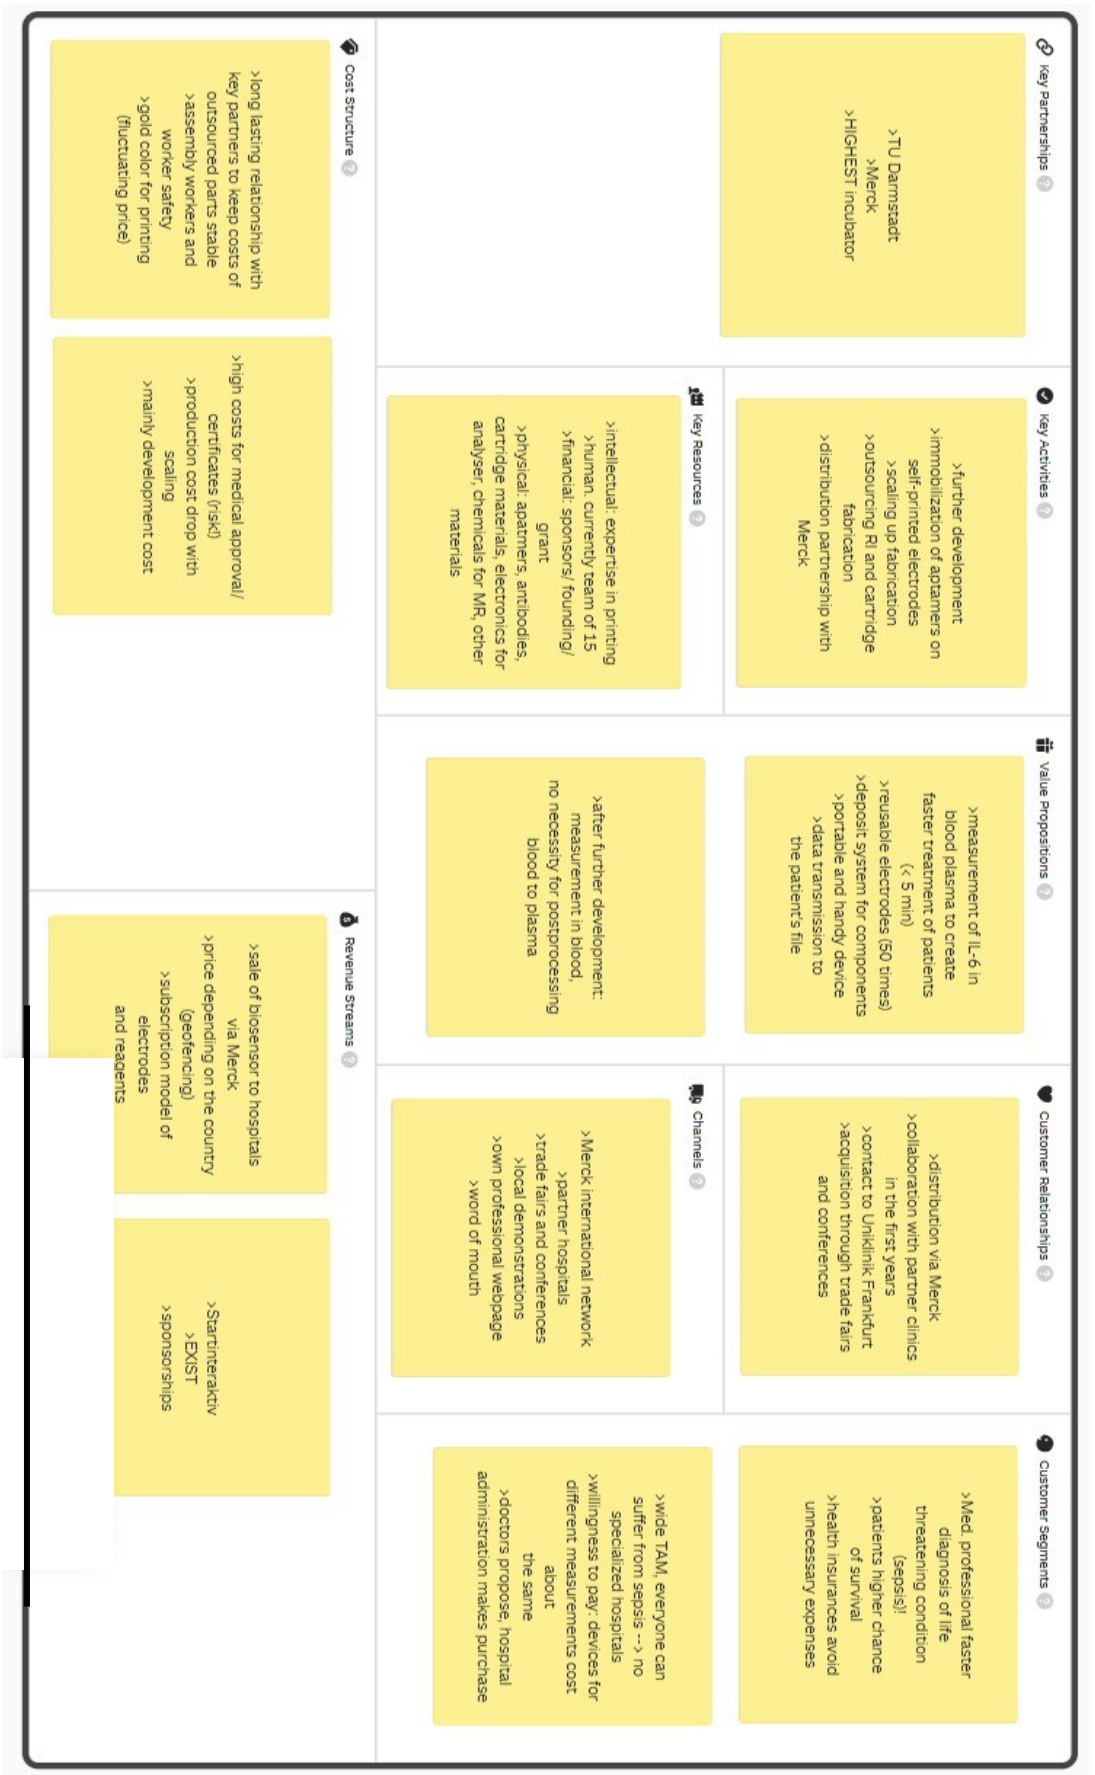 Key Partnerships
>TU Darmstadt
>Merck
>HIGHEST incubator
Key Activities
>further development
>immobilization of aptamers on
self-printed electrodes
>scaling up fabrication
>outsourcing RI and cartridge
fabrication
>distribution partnership with
Merck
Key Resources
>intellectual: expertise in printing
>human. currently team of 15
>financial: sponsors/ founding/
grant
>physical: apatmers, antibodies,
cartridge materials, electronics for
analyser, chemicals for MR, other
materials
Value Propositions
>measurement of IL-6 in
blood plasma to create
faster treatment of patients
(< 5 min)
>reusable electrodes (50 times)
>deposit system for components
>portable and handy device
>data transmission to
the patient's file
>after further development:
measurement in blood,
no necessity for postprocessing
blood to plasma
Customer Relationships
>distribution via Merck
>collaboration with partner clinics
in the first years
>contact to Uniklinik Frankfurt
>acquisition through trade fairs
and conferences
Channels
>Merck international network
>partner hospitals
>trade fairs and conferences
>local demonstrations
>own professional webpage
>word of mouth
Customer Segments
>Med. professional faster
diagnosis of life
threatening condition
(sepsis)!
>patients higher chance
of survival
>health insurances avoid
unnecessary expenses
>wide TAM, everyone can
suffer from sepsis --> no
specialized hospitals
>willingness to pay: devices for
different measurements cost
about
the same
>doctors propose, hospital
administration makes purchase
Cost Structure
>long lasting relationship with
key partners to keep costs of
outsourced parts stable
>assembly workers and
worker safety
>gold color for printing
(fluctuating price)
>high costs for medical approval/
certificates (risk!)
>production cost drop with
scaling
>mainly development cost
Revenue Streams
>sale of biosensor to hospitals
via Merck
>price depending on the country
(geofencing)
>subscription model of
electrodes
and reagents
>Startinteraktiv
>EXIST
>sponsorships